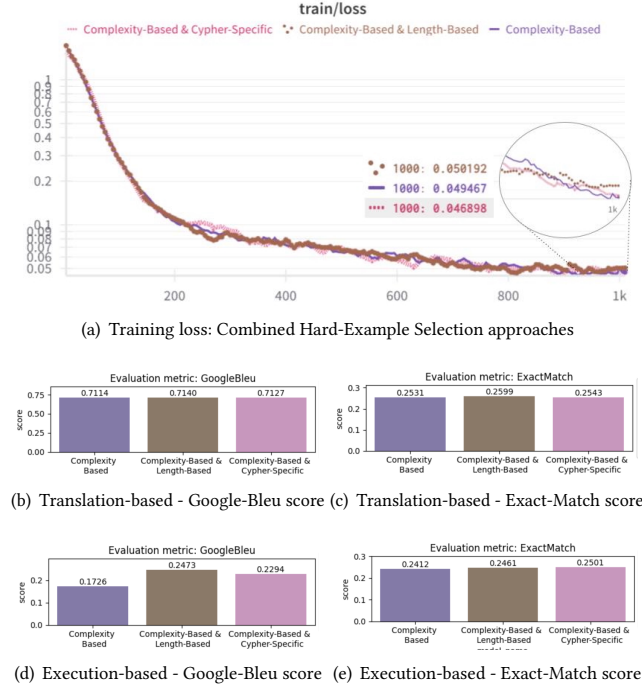 train/loss
Complexity-Based & Cypher-Specific Complexity-Based & Length-Based Complexity-Based
1
0.9
0.8
0.7
0.6
0.5
0.4
0.3
0.2
0.1
0.09
0.08
0.07
0.06
0.05
1000: 0.050192
1000: 0.049467
1000: 0.046898
1k
200 400 600 800 1k
(a) Training loss: Combined Hard-Example Selection approaches
Evaluation metric: GoogleBleu
score
0.75
0.50
0.25
0.00
0.7114 0.7140 0.7127
Complexity Based
Complexity-Based & Length-Based
Complexity-Based & Cypher-Specific
Evaluation metric: ExactMatch
score
0.3
0.2
0.1
0.0
0.2531 0.2599 0.2543
Complexity Based
Complexity-Based & Length-Based
Complexity-Based & Cypher-Specific
(b) Translation-based - Google-Bleu score (c) Translation-based - Exact-Match score
Evaluation metric: GoogleBleu
score
0.2
0.1
0.0
0.1726 0.2473 0.2294
Complexity Based
Complexity-Based & Length-Based
Complexity-Based & Cypher-Specific
Evaluation metric: ExactMatch
score
0.3
0.2
0.1
0.0
0.2412 0.2461 0.2501
Complexity Based
Complexity-Based & Length-Based
Complexity-Based & Cypher-Specific
(d) Execution-based - Google-Bleu score (e) Execution-based - Exact-Match score